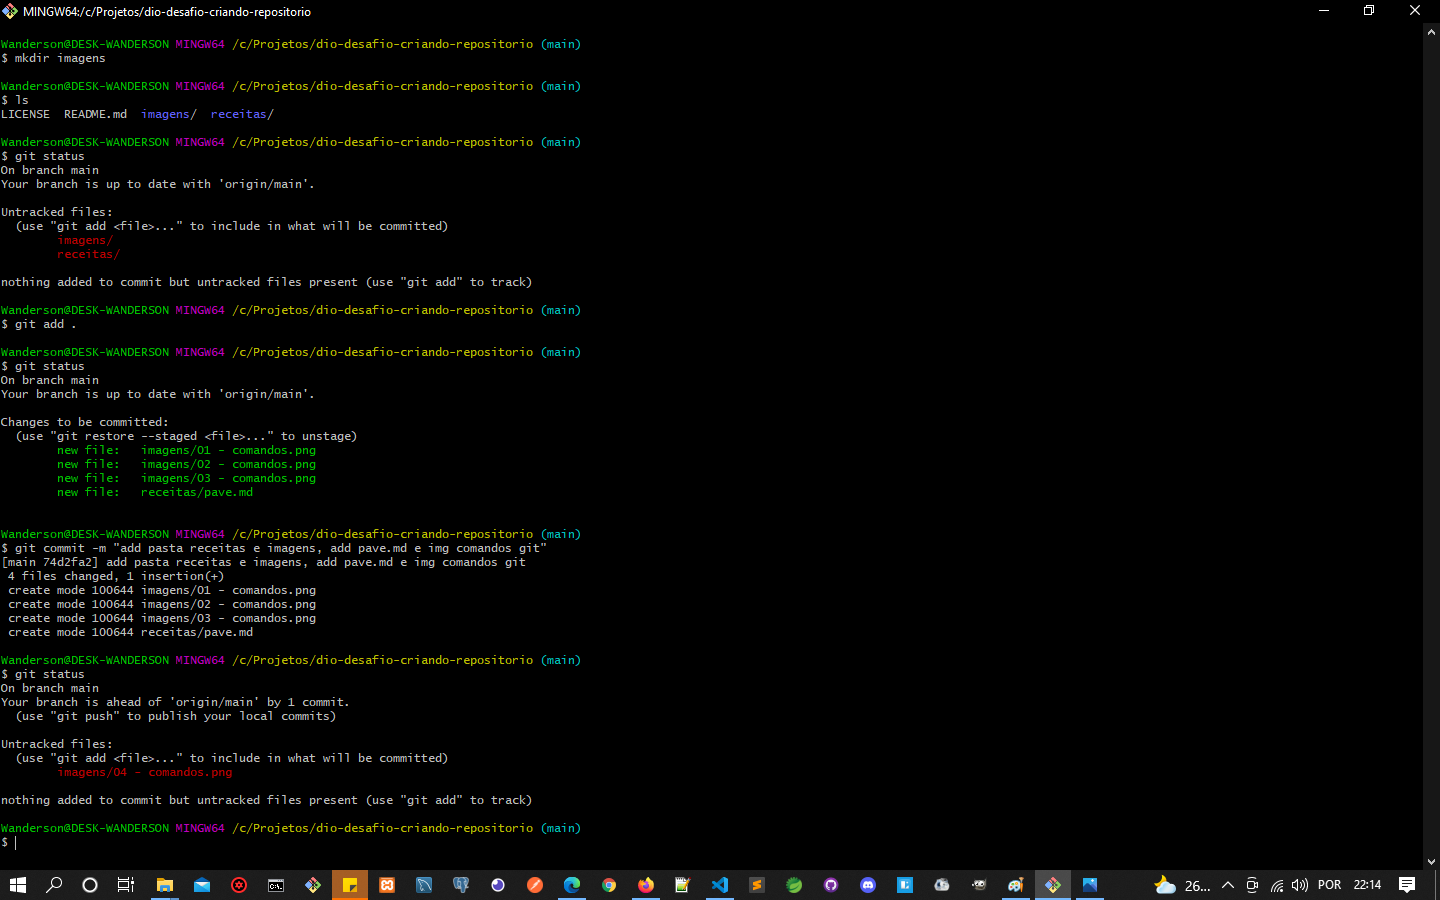 MINGW64:/c/Projetos/dio-desafio-criando-repositorio
Wanderson@DESK-WANDERSON MINGW64 /c/Projetos/dio-desafio-criando-repositorio (main)
$ mkdir imagens
Wanderson@DESK-WANDERSON MINGW64 /c/Projetos/dio-desafio-criando-repositorio (main)
$ ls
LICENSE  README.md  imagens/  receitas/
Wanderson@DESK-WANDERSON MINGW64 /c/Projetos/dio-desafio-criando-repositorio (main)
$ git status
On branch main
Your branch is up to date with 'origin/main'.
Untracked files:
  (use "git add <file>..." to include in what will be committed)
        imagens/
        receitas/
nothing added to commit but untracked files present (use "git add" to track)
Wanderson@DESK-WANDERSON MINGW64 /c/Projetos/dio-desafio-criando-repositorio (main)
$ git add .
Wanderson@DESK-WANDERSON MINGW64 /c/Projetos/dio-desafio-criando-repositorio (main)
$ git status
On branch main
Your branch is up to date with 'origin/main'.
Changes to be committed:
  (use "git restore --staged <file>..." to unstage)
        new file:   imagens/01 - comandos.png
        new file:   imagens/02 - comandos.png
        new file:   imagens/03 - comandos.png
        new file:   receitas/pave.md
Wanderson@DESK-WANDERSON MINGW64 /c/Projetos/dio-desafio-criando-repositorio (main)
$ git commit -m "add pasta receitas e imagens, add pave.md e img comandos git"
[main 74d2fa2] add pasta receitas e imagens, add pave.md e img comandos git
 4 files changed, 1 insertion(+)
 create mode 100644 imagens/01 - comandos.png
 create mode 100644 imagens/02 - comandos.png
 create mode 100644 imagens/03 - comandos.png
 create mode 100644 receitas/pave.md
Wanderson@DESK-WANDERSON MINGW64 /c/Projetos/dio-desafio-criando-repositorio (main)
$ git status
On branch main
Your branch is ahead of 'origin/main' by 1 commit.
  (use "git push" to publish your local commits)
Untracked files:
  (use "git add <file>..." to include in what will be committed)
        imagens/04 - comandos.png
nothing added to commit but untracked files present (use "git add" to track)
Wanderson@DESK-WANDERSON MINGW64 /c/Projetos/dio-desafio-criando-repositorio (main)
$
26... POR 22:14